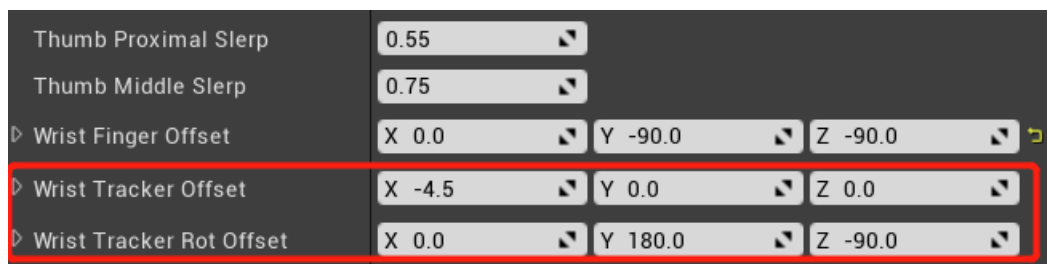 Thumb Proximal Slerp 0.55
Thumb Middle Slerp 0.75
Wrist Finger Offset X 0.0 Y -90.0 Z -90.0
Wrist Tracker Offset X -4.5 Y 0.0 Z 0.0
Wrist Tracker Rot Offset X 0.0 Y 180.0 Z -90.0